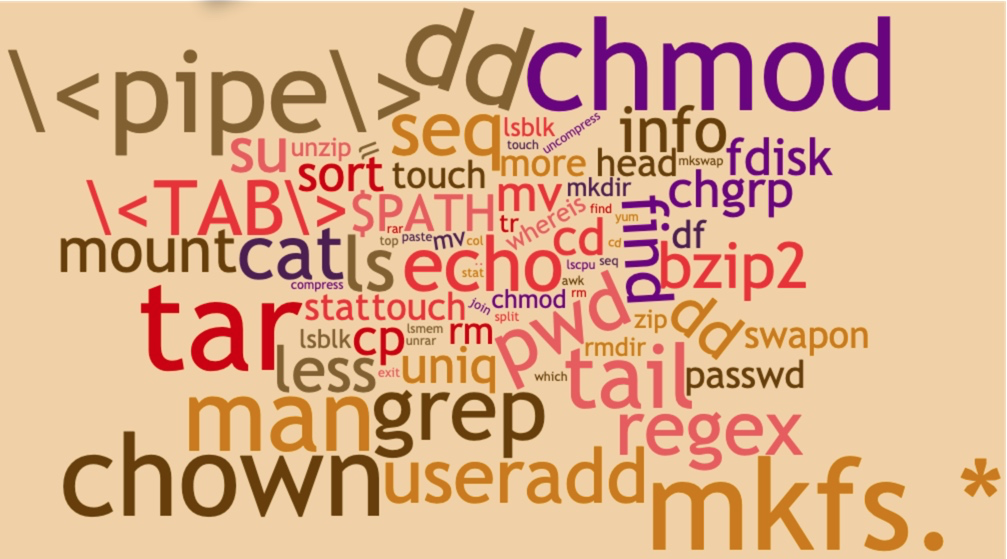 \<pipe\>
dd
chmod
seq
lsblk
touch
uncompress
info
su
unzip
sort
touch
more
head
mkswap
fdisk
\<TAB\>
$PATH
mv
mkdir
chgrp
rar
tr
whereis
find
yum
find
mount
cat
ls
top
paste
mv
col
echo
cd
cd
df
..
stat
lscpu
seq
bzip2
compress
awk
tar
stat
touch
join
chmod
rm
split
pwd
zip
dd
swapon
lsblk
cp
lsmem
unrar
rm
rmdir
less
exit
uniq
which
tail
passwd
man
grep
regex
chown
useradd
mkfs.*